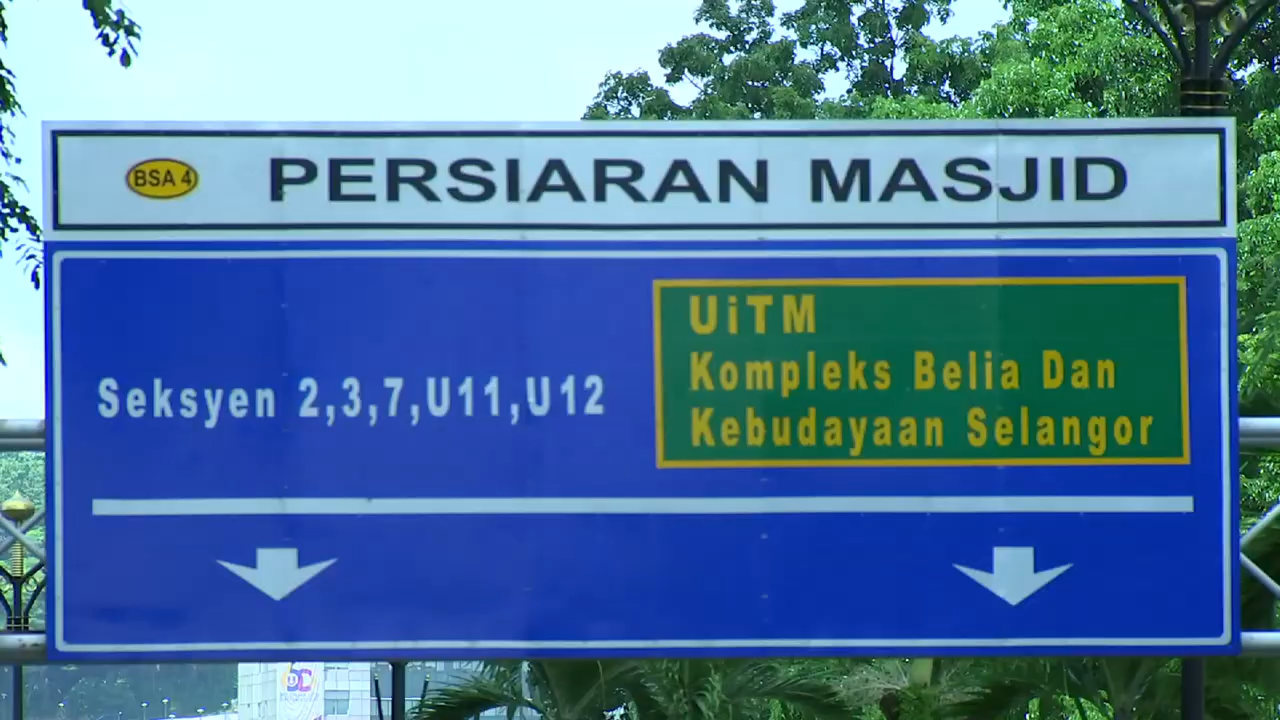 BSA 4 PERSIARAN MASJID
Seksyen 2,3,7,U11,U12
UiTM
Kompleks Belia Dan
Kebudayaan Selangor